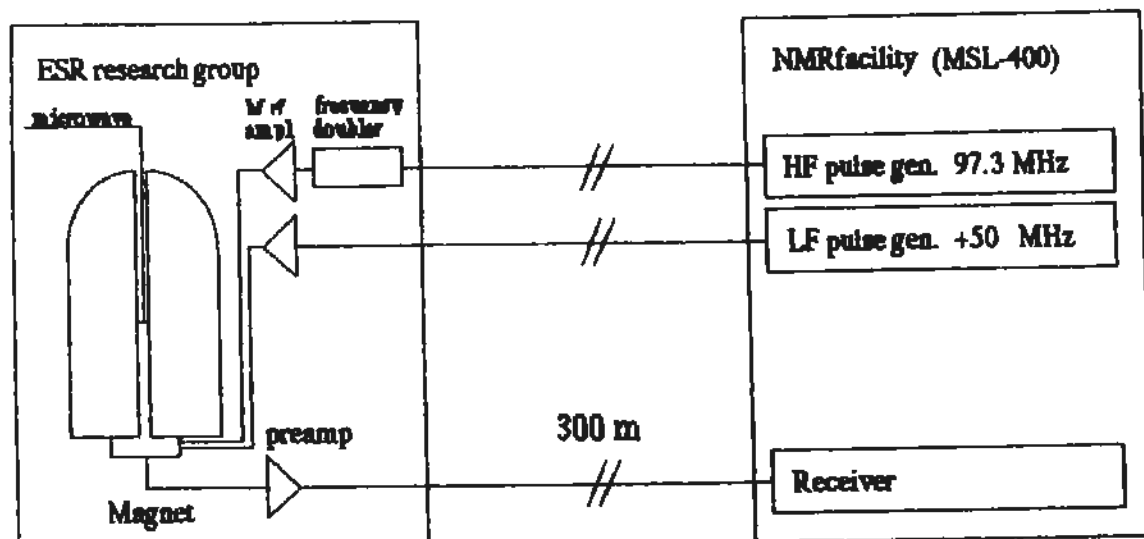 ESR research group
microwave
ampl
frequency
doubler
NMRfacility (MSL-400)
HF pulse gen. 97.3 MHz
LF pulse gen. +50 MHz
preamp
300 m
Receiver
Magnet